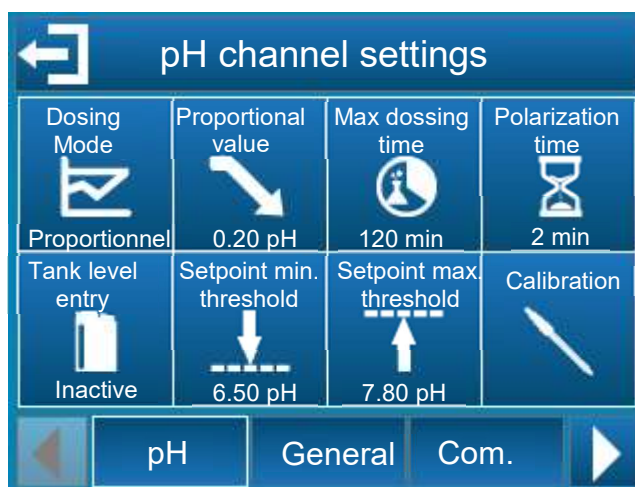 pH channel settings
Dosing
Mode
Proportionnel
Proportional
value
0.20 pH
Max dossing
time
120 min
Polarization
time
2 min
Tank level
entry
Inactive
Setpoint min.
threshold
6.50 pH
Setpoint max.
threshold
7.80 pH
Calibration
pH
General
Com.